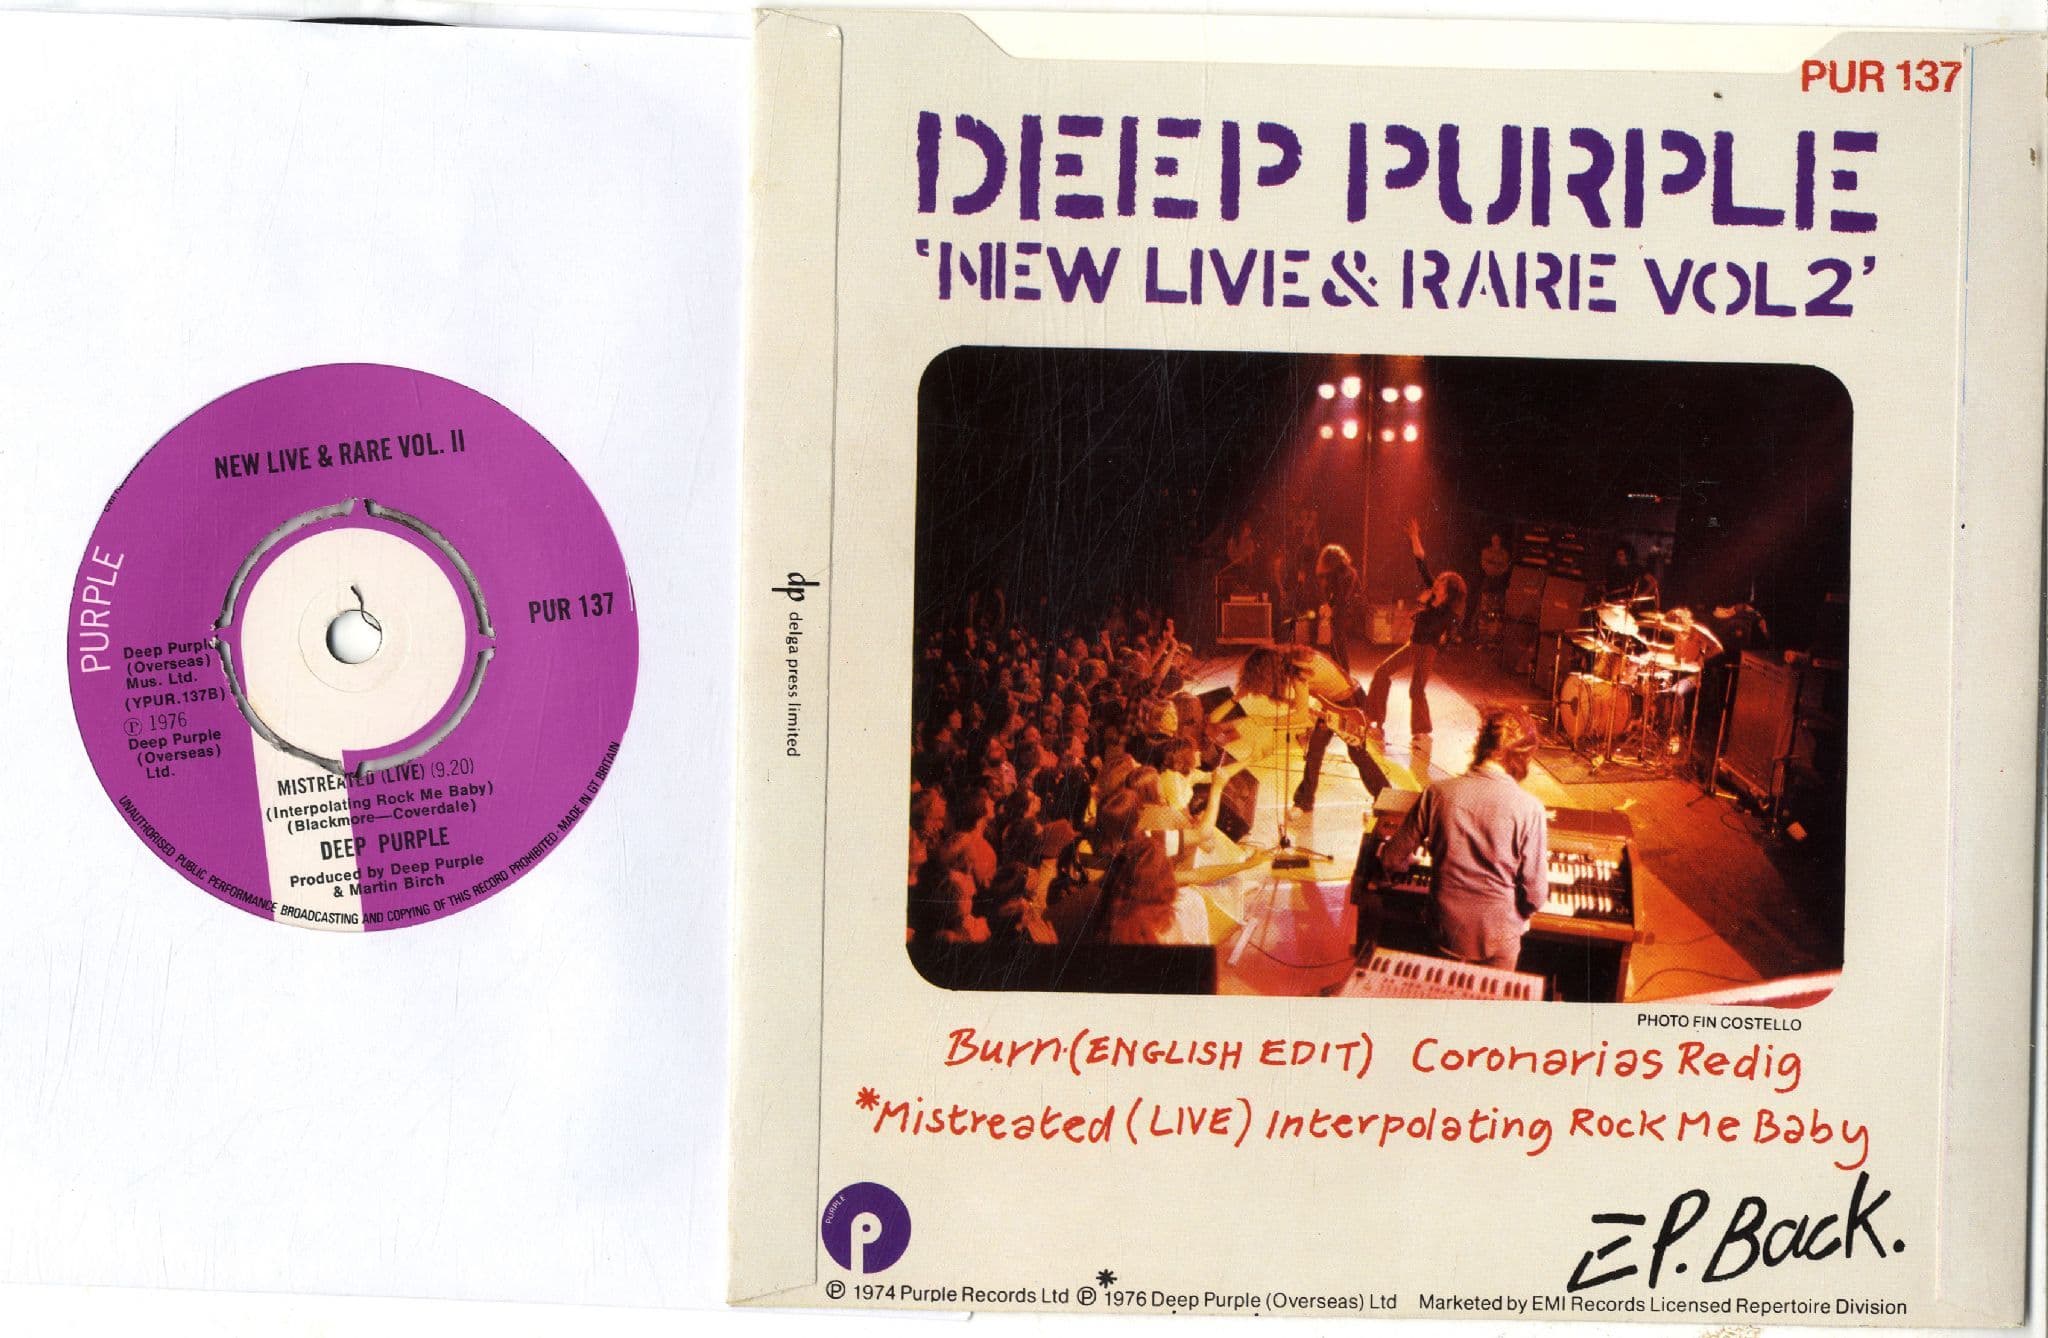 NEW LIVE & RARE VOL. II
PURPLE
PUR 137
Deep Purple
(Overseas)
Mus. Ltd.
(YPUR.137B)
℗ 1976
Deep Purple
(Overseas)
Ltd.
MISTREATED (LIVE) (9.20)
(Interpolating Rock Me Baby)
(Blackmore—Coverdale)
DEEP PURPLE
Produced by Deep Purple
& Martin Birch
UNAUTHORISED PUBLIC PERFORMANCE BROADCASTING AND COPYING OF THIS RECORD PROHIBITED-MADE IN GT BRITAIN
dp delga press limited
PUR 137
DEEP PURPLE
'NEW LIVE & RARE VOL2'
PHOTO FIN COSTELLO
Burn.(ENGLISH EDIT) Coronarias Redig
*Mistreated (LIVE) Interpolating Rock Me Baby
PURPLE
P
EP. Back.
℗ 1974 Purple Records Ltd ℗ *1976 Deep Purple (Overseas) Ltd Marketed by EMI Records Licensed Repertoire Division